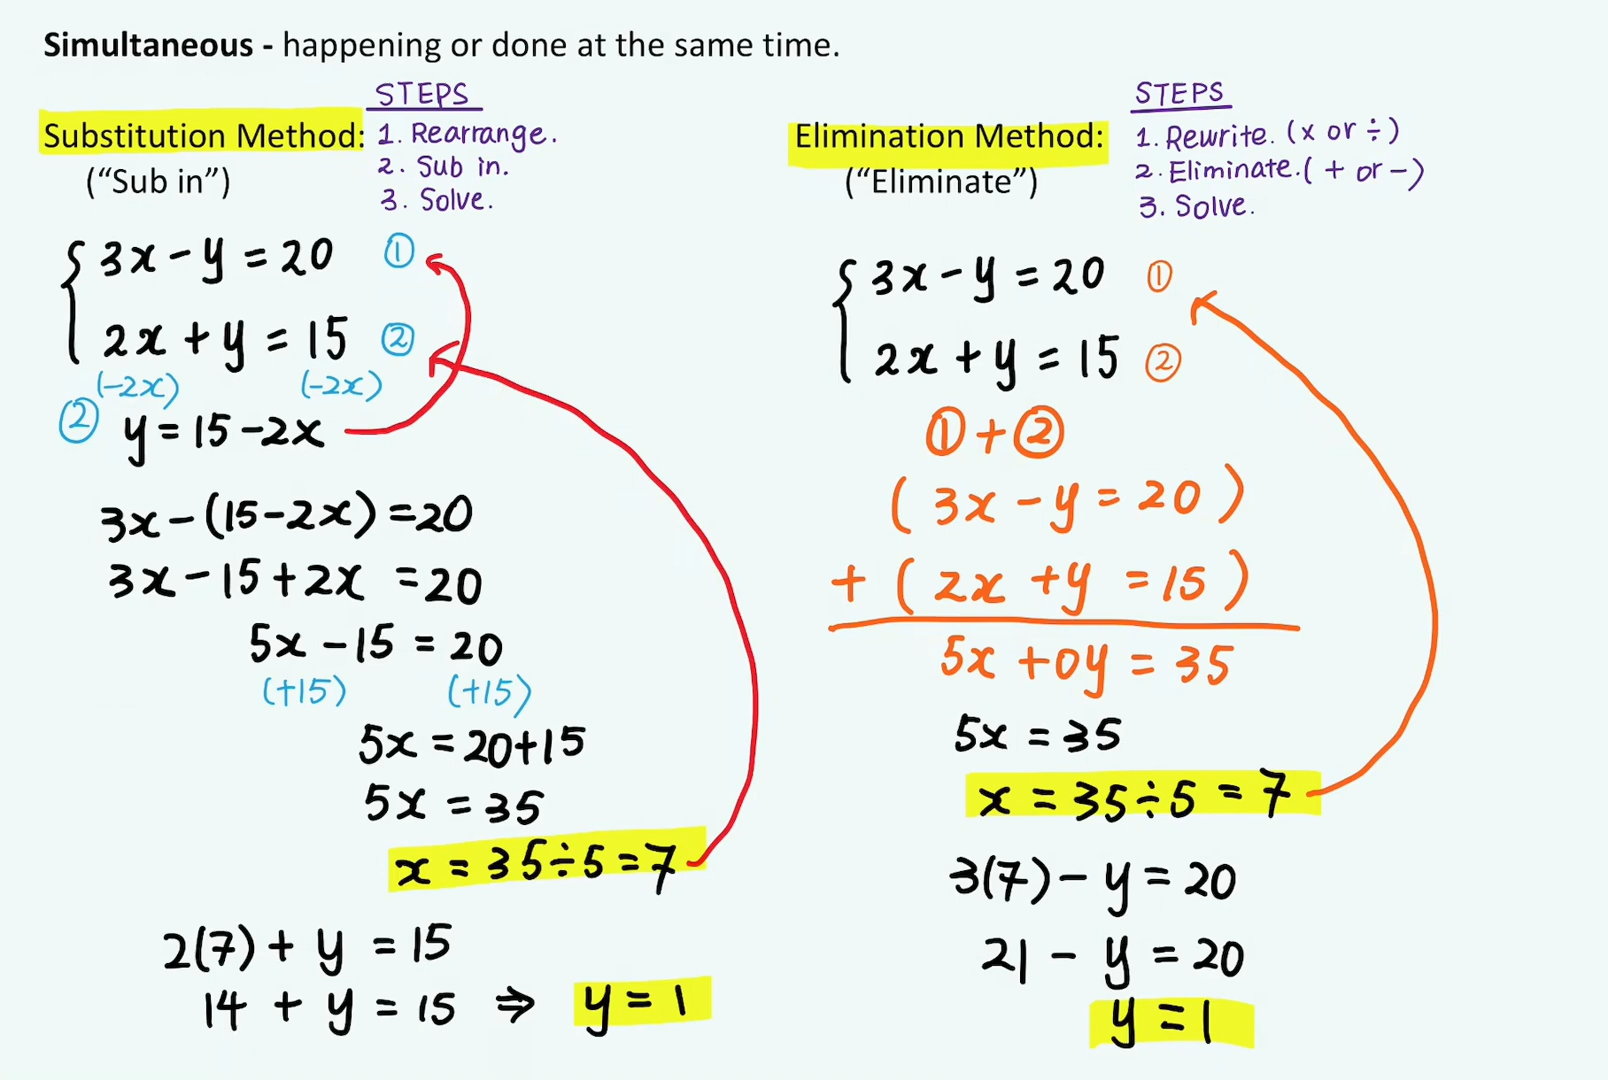 Simultaneous - happening or done at the same time.
Substitution Method:
("Sub in")
STEPS
1. Rearrange.
2. Sub in.
3. Solve.
3x - y = 20 ①
2x + y = 15 ②
(-2x) (-2x)
② y = 15 - 2x
3x - (15 - 2x) = 20
3x - 15 + 2x = 20
5x - 15 = 20
(+15) (+15)
5x = 20 + 15
5x = 35
x = 35 ÷ 5 = 7
2(7) + y = 15
14 + y = 15 ⇒ y = 1
Elimination Method:
("Eliminate")
STEPS
1. Rewrite. (x or ÷)
2. Eliminate. (+ or -)
3. Solve.
3x - y = 20 ①
2x + y = 15 ②
① + ②
(3x - y = 20)
+ (2x + y = 15)
5x + 0y = 35
5x = 35
x = 35 ÷ 5 = 7
3(7) - y = 20
21 - y = 20
y = 1